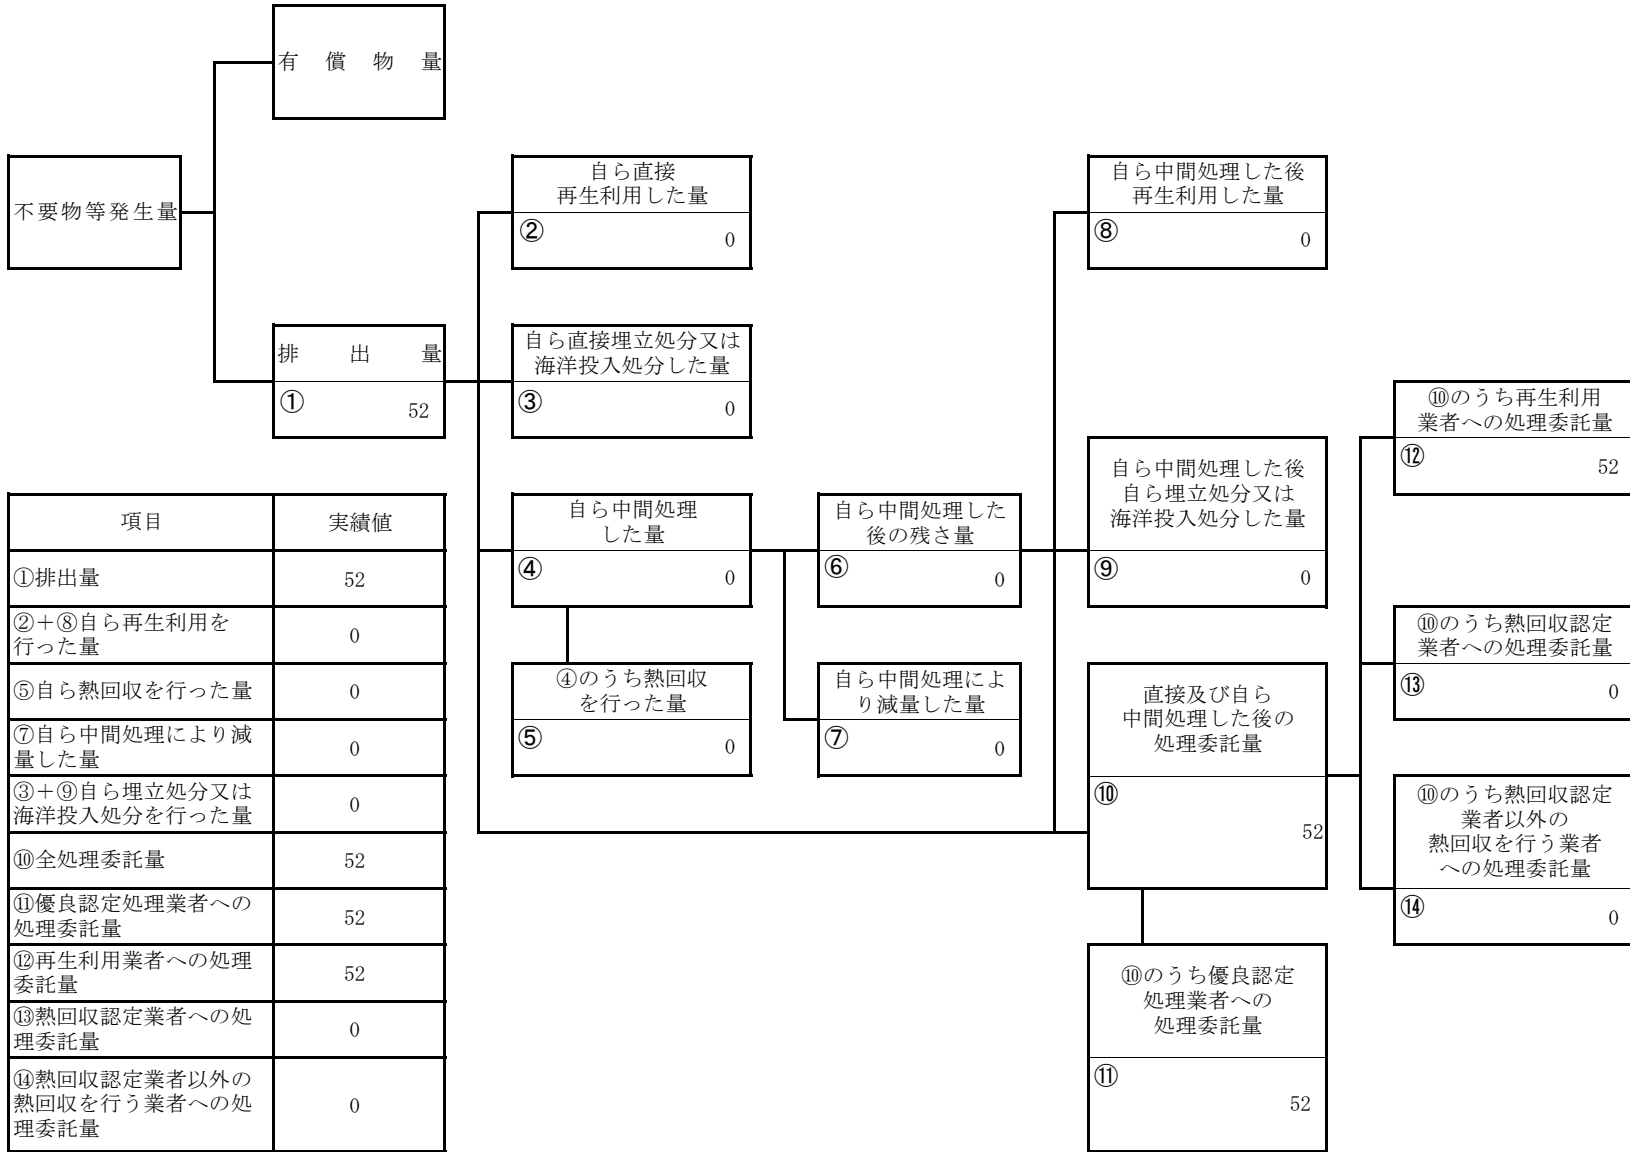 有償物量
不要物等発生量
排出量
①
52
自ら直接
再生利用した量
②
0
自ら直接埋立処分又は
海洋投入処分した量
③
0
自ら中間処理
した量
④
0
④のうち熱回収
を行った量
⑤
0
自ら中間処理した
後の残さ量
⑥
0
自ら中間処理によ
り減量した量
⑦
0
自ら中間処理した後
再生利用した量
⑧
0
自ら中間処理した後
自ら埋立処分又は
海洋投入処分した量
⑨
0
直接及び自ら
中間処理した後の
処理委託量
⑩
52
⑩のうち優良認定
処理業者への
処理委託量
⑪
52
⑩のうち再生利用
業者への処理委託量
⑫
52
⑩のうち熱回収認定
業者への処理委託量
⑬
0
⑩のうち熱回収認定
業者以外の
熱回収を行う業者
への処理委託量
⑭
0
項目 実績値
①排出量 52
②＋⑧自ら再生利用を
行った量 0
⑤自ら熱回収を行った量 0
⑦自ら中間処理により減
量した量 0
③＋⑨自ら埋立処分又は
海洋投入処分を行った量 0
⑩全処理委託量 52
⑪優良認定処理業者への
処理委託量 52
⑫再生利用業者への処理
委託量 52
⑬熱回収認定業者への処
理委託量 0
⑭熱回収認定業者以外の
熱回収を行う業者への処
理委託量 0